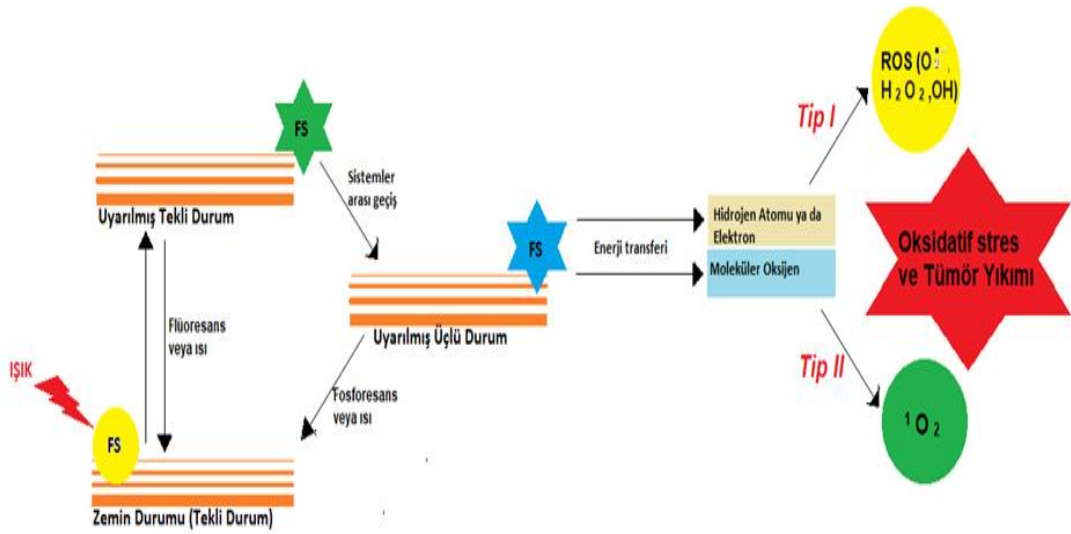 ROS (O2•-,
H2O2,OH)
FS
Tip I
Sistemler
arası geçiş
Uyarılmış Tekli Durum
FS
Hidrojen Atomu ya da
Elektron
Enerji transferi
Moleküler Oksijen
Oksidatif stres
ve Tümör Yıkımı
Flüoresans
veya ısı
Uyarılmış Üçlü Durum
Tip II
IŞIK
Fosforesans
veya ısı
FS
1O2
Zemin Durumu (Tekli Durum)